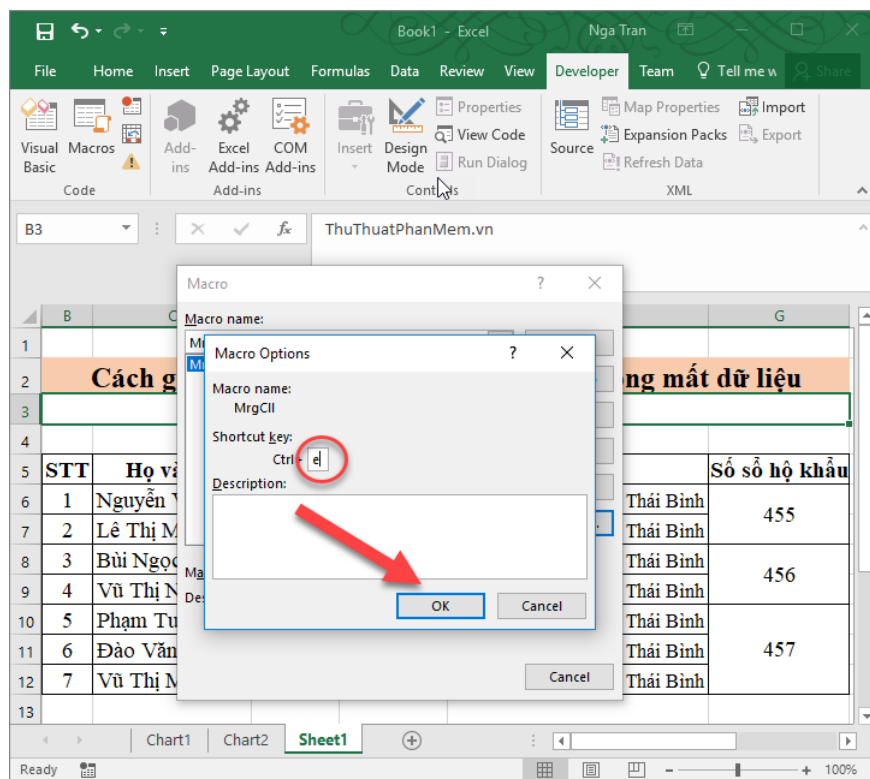 Book1 - Excel
Nga Tran
File Home Insert Page Layout Formulas Data Review View Developer Team Tell me w Share
Visual Basic
Macros
Code
Add-ins
Excel Add-ins
COM Add-ins
Add-ins
Insert
Design Mode
Properties
View Code
Run Dialog
Controls
Source
Map Properties
Expansion Packs
Refresh Data
Import
Export
XML
B3
fx
ThuThuatPhanMem.vn
Macro ?
Macro name:
Macro Options ?
Macro name:
MrgCll
Shortcut key:
Ctrl+ e
Description:
OK Cancel
Cancel
B G
1
2 Cách mất dữ liệu
3
4
5 STT Họ Số sổ hộ khẩu
6 1 Nguyễn Thái Bình 455
7 2 Lê Thị Thái Bình
8 3 Bùi Ngọc Thái Bình 456
9 4 Vũ Thị Thái Bình
10 5 Phạm Thái Bình
11 6 Đào Văn Thái Bình 457
12 7 Vũ Thị Thái Bình
13
Chart1 Chart2 Sheet1
Ready 100%